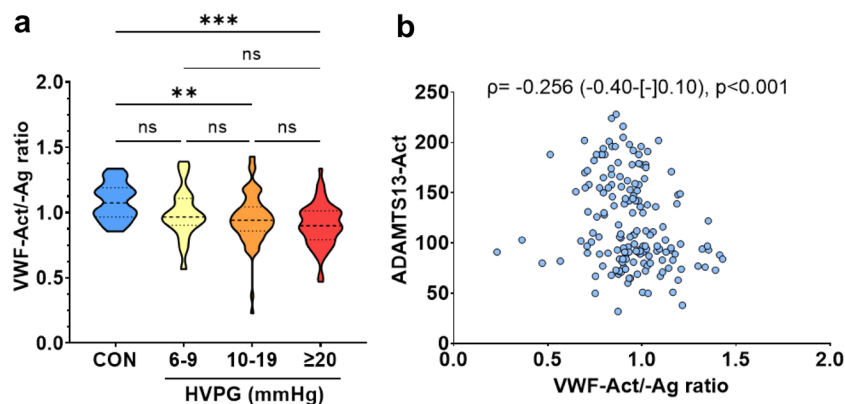 a
***
ns
**
ns ns ns
2.0
1.5
1.0
0.5
0.0
VWF-Act/-Ag ratio
CON 6-9 10-19 ≥20
HVPG (mmHg)
b
ρ= -0.256 (-0.40-[-]0.10), p<0.001
250
200
150
100
50
0
ADAMTS13-Act
0.0 0.5 1.0 1.5 2.0
VWF-Act/-Ag ratio